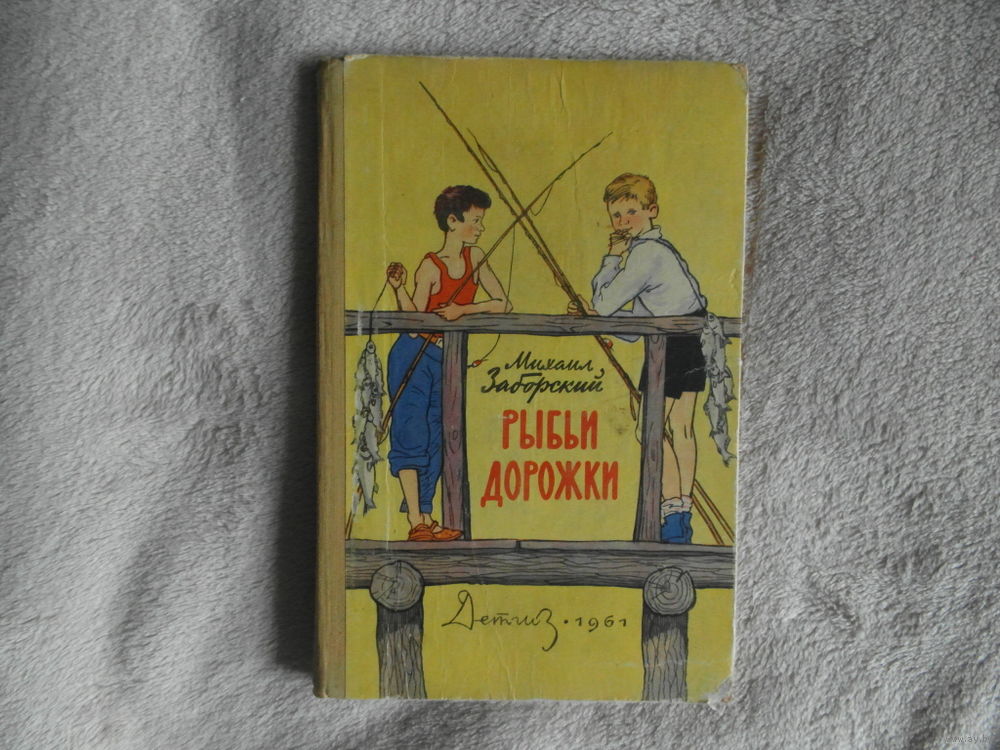 Михаил
Заборский
РЫБЬИ
ДОРОЖКИ
Детгиз • 1961